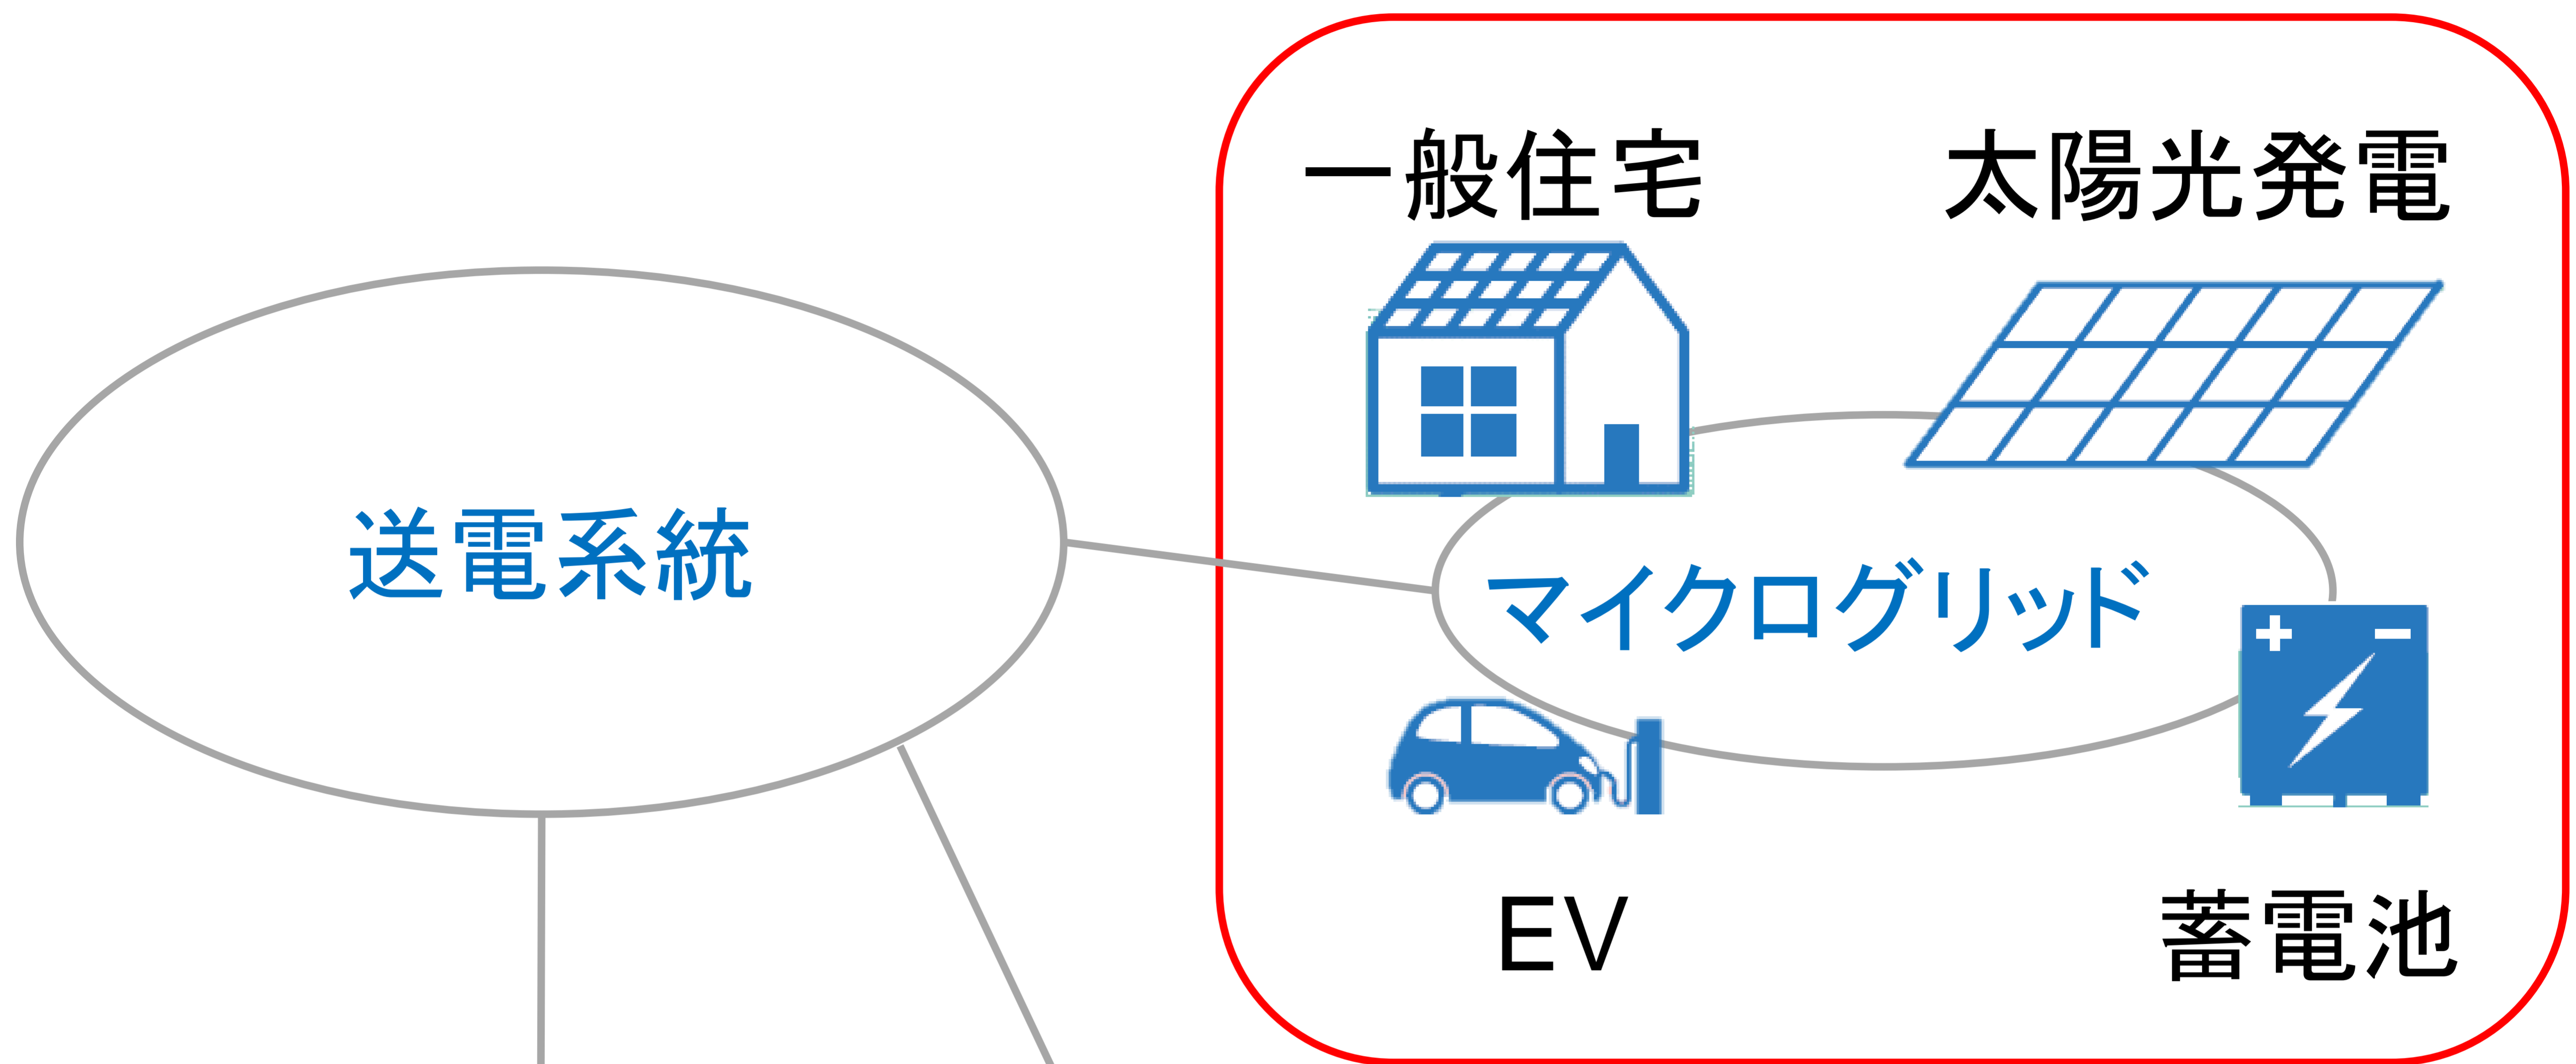 一般住宅
太陽光発電
送電系統
マイクログリッド
EV
蓄電池